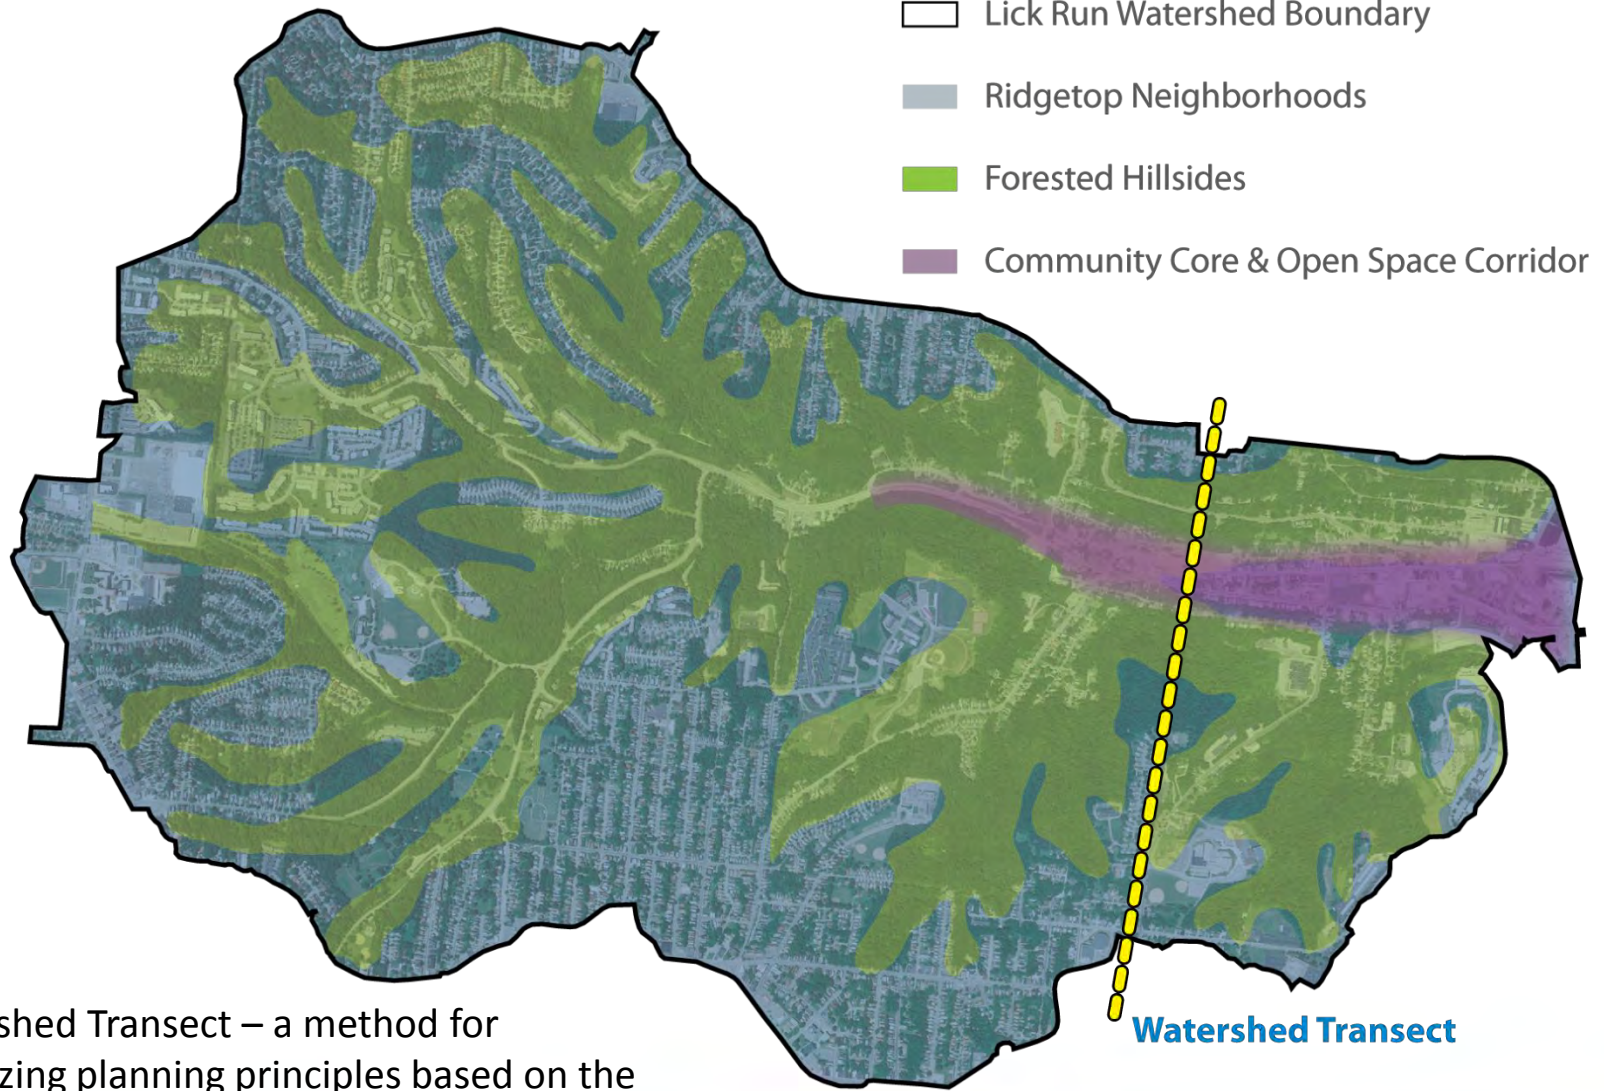 Lick Run Watershed Boundary
Ridgetop Neighborhoods
Forested Hillsides
Community Core & Open Space Corridor
Watershed Transect
shed Transect – a method for
zing planning principles based on the